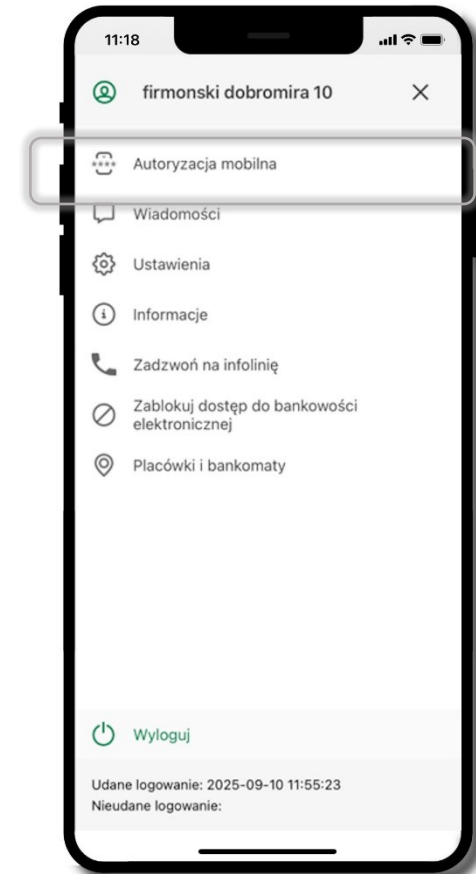 11:18
firmonski dobromira 10
Autoryzacja mobilna
Wiadomości
Ustawienia
Informacje
Zadzwoń na infolinię
Zablokuj dostęp do bankowości
elektronicznej
Placówki i bankomaty
Wyloguj
Udane logowanie: 2025-09-10 11:55:23
Nieudane logowanie: